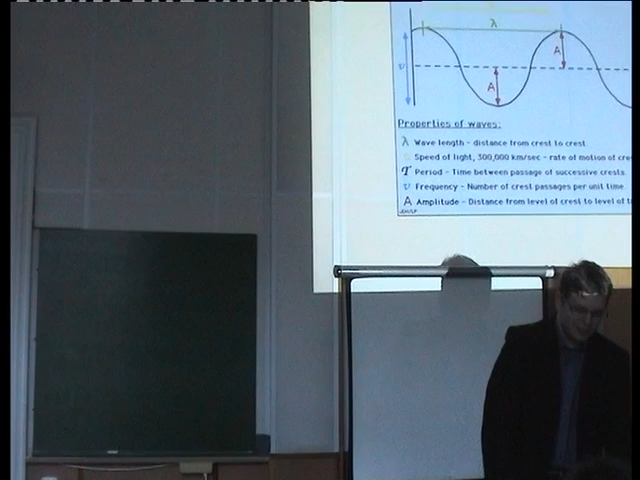 λ
A
ν
A
Properties of waves:
λ Wave length - distance from crest to crest
Speed of light, 300,000 km/sec - rate of motion of cre
T Period - Time between passage of successive crests.
ν Frequency - Number of crest passages per unit time.
A Amplitude - Distance from level of crest to level of t